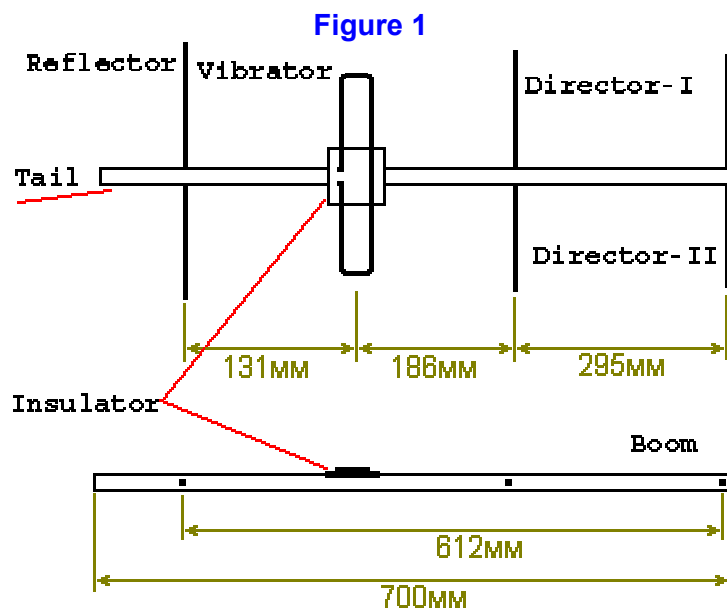 Figure 1
Reflector
Vibrator
Director-I
Tail
Director-II
131мм
186мм
295мм
Insulator
Boom
612мм
700мм